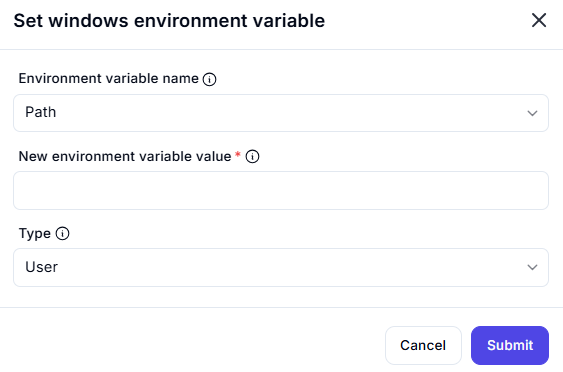 Set windows environment variable
Environment variable name
Path
New environment variable value *
Type
User
Cancel
Submit